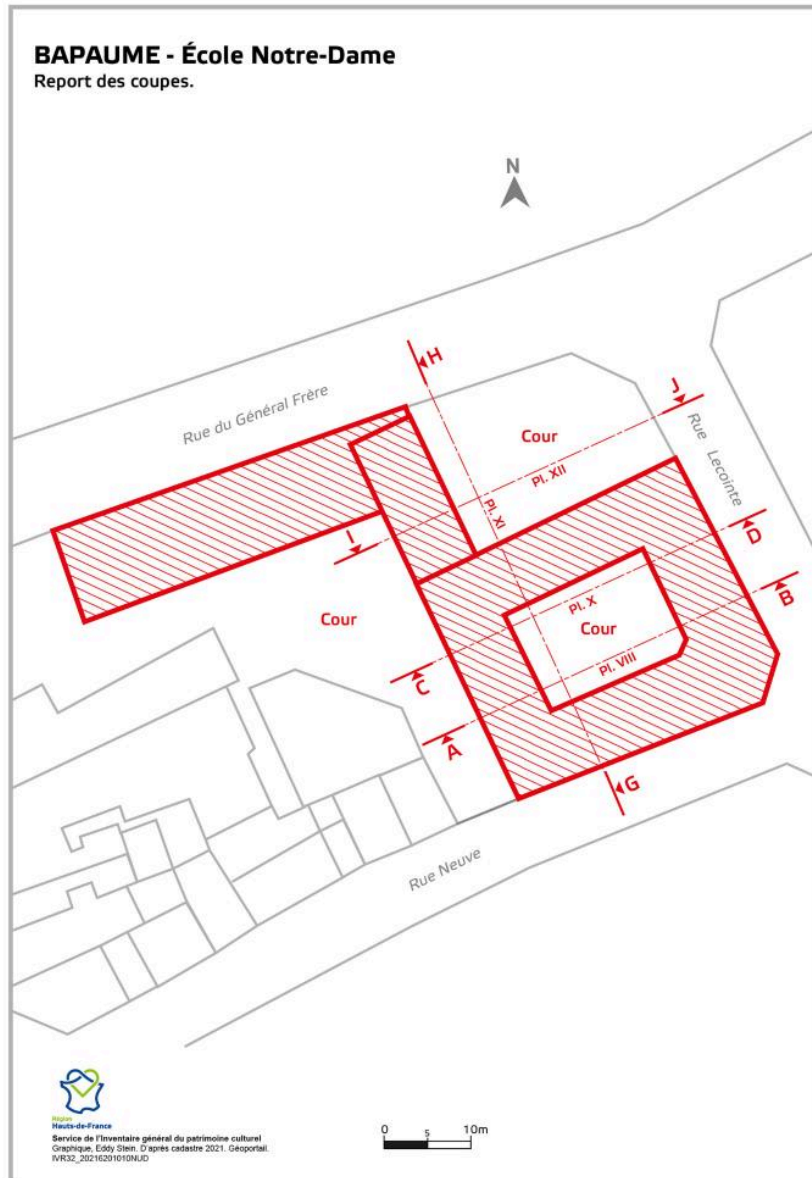 BAPAUME - École Notre-Dame
Report des coupes.
N
H
Rue du Général Frère
J
Cour
Rue Lecointe
Pl. XII
Pl. XI
I
D
Cour
Pl. X
B
Cour
Pl. VIII
C
A
G
Rue Neuve
Région
Hauts-de-France
Service de l'Inventaire général du patrimoine culturel
Graphique, Eddy Stein. D'après cadastre 2021. Géoportail.
IVR32_20216201010NUD
0 5 10m